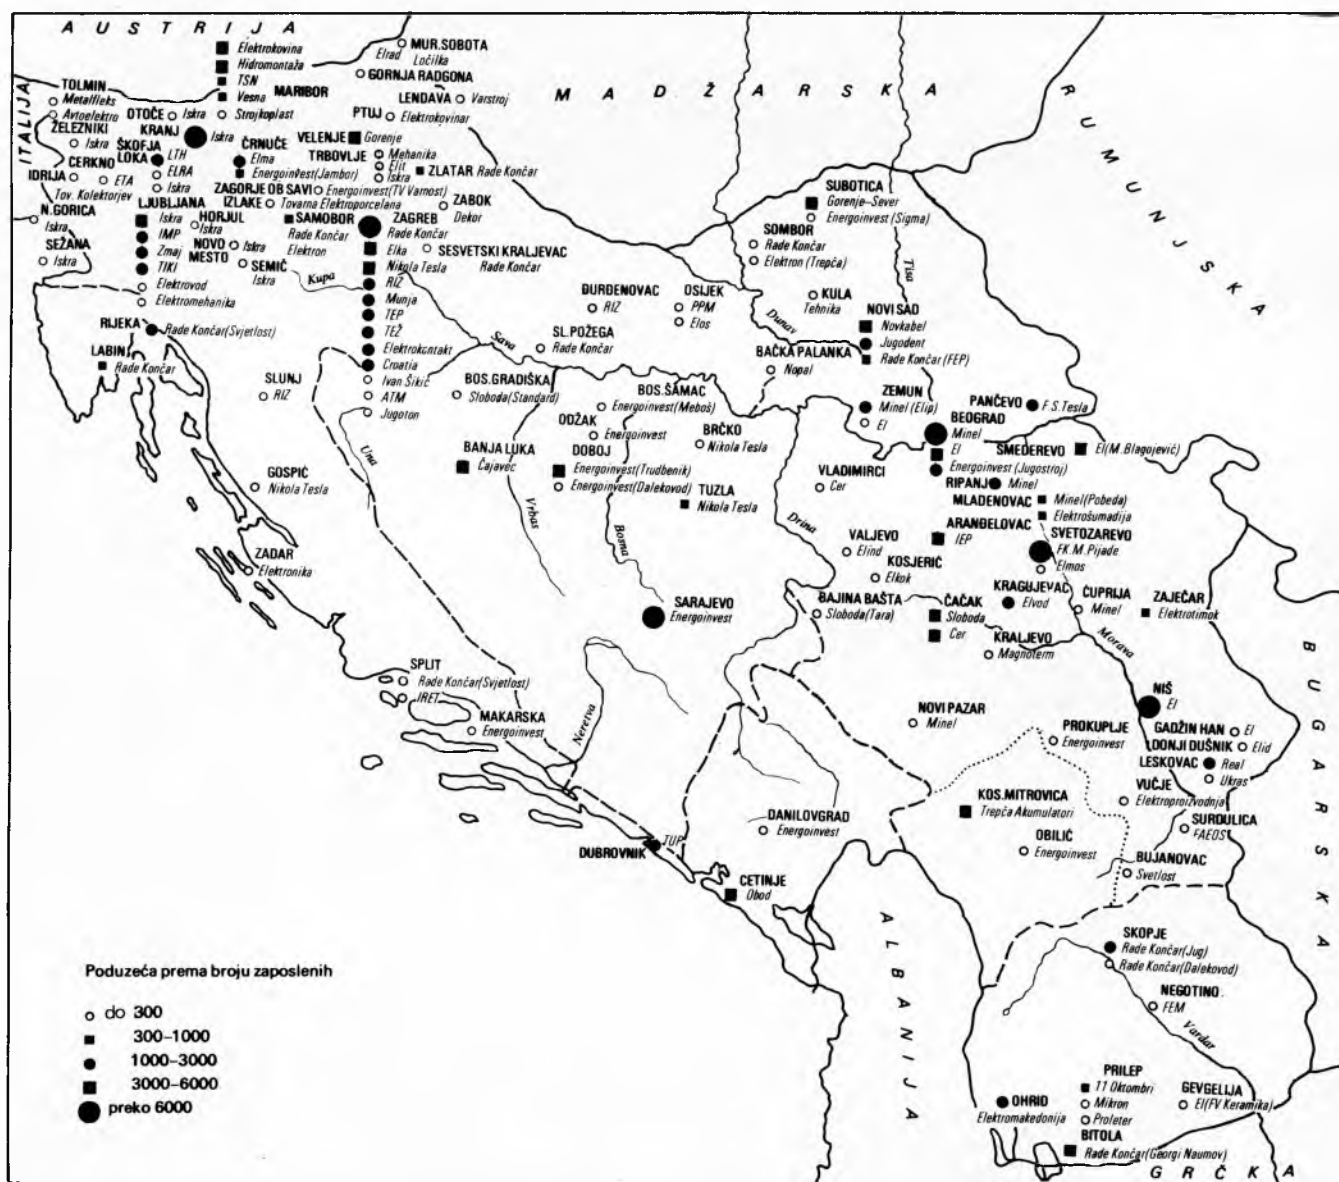 AUSTRIJA
ITALIJA
MADŽARSKA
RUMUNJSKA
BUGARSKA
ALBANIJA
GRČKA
Elektrokovina
Hidromontaža
TSN
Vesna
MARIBOR
Strojkoplast
MUR.SOBOTA
Elrad
Ločilka
GORNJA RADGONA
LENDAVA
Varstroj
PTUJ
Elektrokovinar
TOLMIN
Metalfleks
Avtoelektro
OTOČE
Iskra
ŽELEZNIKI
Iskra
KRANJ
Iskra
ŠKOFJA
LOKA
LTH
ELRA
Iskra
ČRNUČE
Elma
Energoinvest(Jambor)
VELENJE
Gorenje
TRBOVLJE
Mehanika
Elit
Iskra
ZLATAR Rade Končar
CERKNO
ETA
IDRIJA
Tov. Kolektorjev
ZAGORJE OB SAVI
Energoinvest(TV Varnost)
IZLAKE
Tovarna Elektroporcelana
ZABOK
Dekor
N.GORICA
Iskra
SEŽANA
Iskra
LJUBLJANA
Iskra
IMP
Zmaj
TIKI
Elektrovod
Elektromehanika
HORJUL
Iskra
NOVO
MESTO
Iskra
SEMIČ
Iskra
SAMOBOR
Rade Končar
Elektron
ZAGREB
Rade Končar
Elka
Nikola Tesla
RIZ
Munja
TEP
TEŽ
Elektrokontakt
Croatia
Ivan Šikić
ATM
Jugoton
SESVETSKI KRALJEVAC
Rade Končar
Kupa
Sava
RIJEKA
Rade Končar(Svjetlost)
LABIN
Rade Končar
SLUNJ
RIZ
GOSPIĆ
Nikola Tesla
ZADAR
Elektronika
ĐURĐENOVAC
RIZ
OSIJEK
PPM
Elos
SL.POŽEGA
Rade Končar
SUBOTICA
Gorenje-Sever
Energoinvest (Sigma)
SOMBOR
Rade Končar
Elektron (Trepča)
Tisa
KULA
Tehnika
Dunav
NOVI SAD
Novkabel
Jugodent
Rade Končar (FEP)
BAČKA PALANKA
Nopal
ZEMUN
Minel (Elip)
El
PANČEVO
F.S.Tesla
BEOGRAD
Minel
El
Energoinvest (Jugostroj)
SMEDEREVO
El(M.Blagojević)
RIPANJ
Minel
MLADENOVAC
Minel(Pobeda)
Elektrošumadija
ARANĐELOVAC
IEP
SVETOZAREVO
FK.M.Pijade
Elmos
BOS.GRADIŠKA
Sloboda(Standard)
BOS.ŠAMAC
Energoinvest(Meboš)
ODŽAK
Energoinvest
BRČKO
Nikola Tesla
BANJA LUKA
Čajavec
DOBOJ
Energoinvest(Trudbenik)
Energoinvest(Dalekovod)
TUZLA
Nikola Tesla
Una
Vrbas
Bosna
Drina
SARAJEVO
Energoinvest
VLADIMIRCI
Cer
VALJEVO
Elind
KOSJERIĆ
Elkok
BAJINA BAŠTA
Sloboda(Tara)
ČAČAK
Sloboda
Cer
KRAGUJEVAC
Elvod
ĆUPRIJA
Minel
ZAJEČAR
Elektrotimok
KRALJEVO
Magnoterm
Morava
SPLIT
Rade Končar(Svjetlost)
IRET
MAKARSKA
Energoinvest
Neretva
NOVI PAZAR
Minel
NIŠ
El
GADŽIN HAN
El
DONJI DUŠNIK
Elid
PROKUPLJE
Energoinvest
LESKOVAC
Real
Ukras
VUČJE
Elektroproizvodnja
SURDULICA
FAEOS
KOS.MITROVICA
Trepča Akumulatori
OBILIĆ
Energoinvest
BUJANOVAC
Svetlost
DANILOVGRAD
Energoinvest
DUBROVNIK
TUP
CETINJE
Obod
SKOPJE
Rade Končar(Jug)
Rade Končar(Dalekovod)
NEGOTINO
FEM
Vardar
PRILEP
11 Oktombri
Mikron
Proleter
GEVGELIJA
El(FV Keramika)
OHRID
Elektromakedonija
BITOLA
Rade Končar(Georgi Naumov)
Poduzeća prema broju zaposlenih
do 300
300–1000
1000–3000
3000–6000
preko 6000